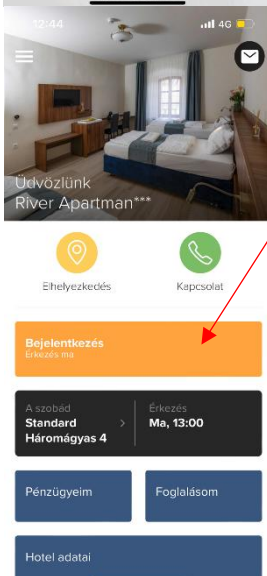 12:44
4G
Üdvözlünk
River Apartman***
Elhelyezkedés
Kapcsolat
Bejelentkezés
Érkezés ma
A szobád
Standard
Háromágyas 4
Érkezés
Ma, 13:00
Pénzügyeim
Foglalásom
Hotel adatai